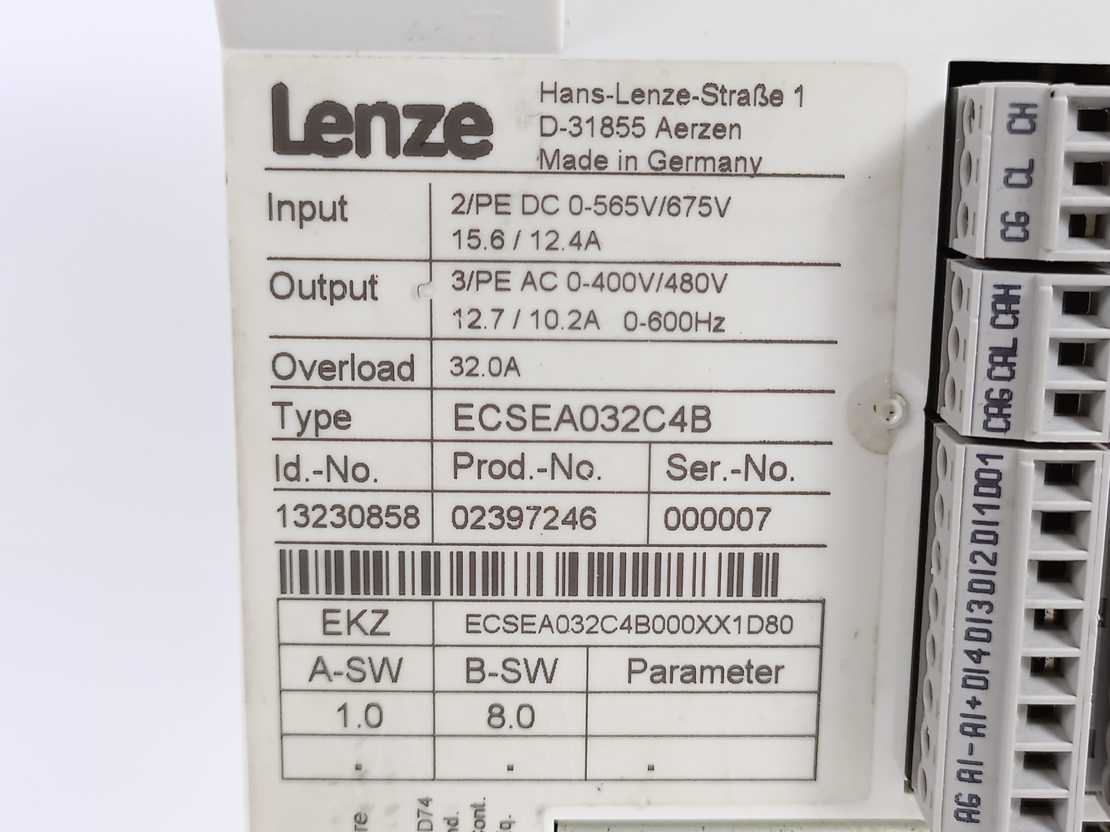 Lenze
Hans-Lenze-Straße 1
D-31855 Aerzen
Made in Germany
Input
2/PE DC 0-565V/675V
15.6 / 12.4A
Output
3/PE AC 0-400V/480V
12.7 / 10.2A 0-600Hz
Overload 32.0A
Type ECSEA032C4B
Id.-No. Prod.-No. Ser.-No.
13230858 02397246 000007
EKZ ECSEA032C4B000XX1D80
A-SW B-SW Parameter
1.0 8.0
. . .
CG CL CH
CAG CAL CAH
AG AI- AI+ DI4 DI3 DI2 DI1 DO1